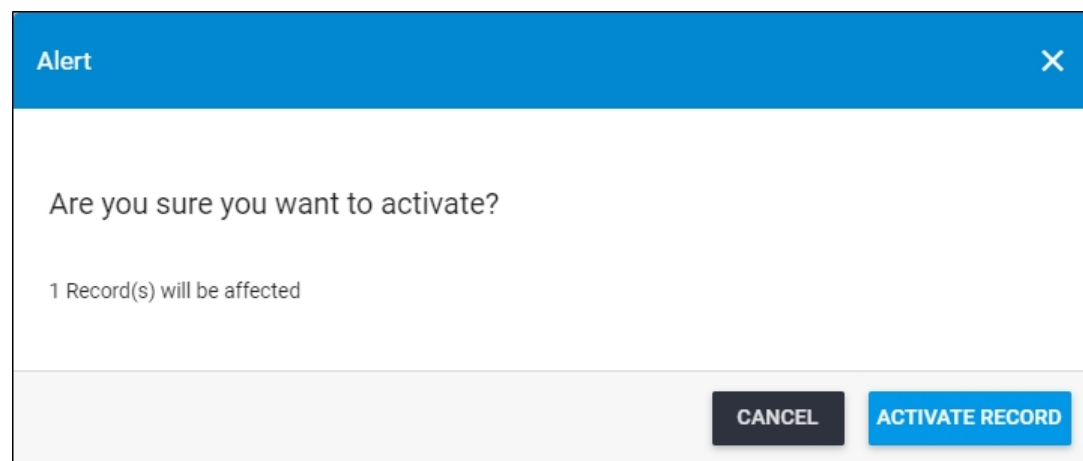 Alert
Are you sure you want to activate?
1 Record(s) will be affected
CANCEL ACTIVATE RECORD